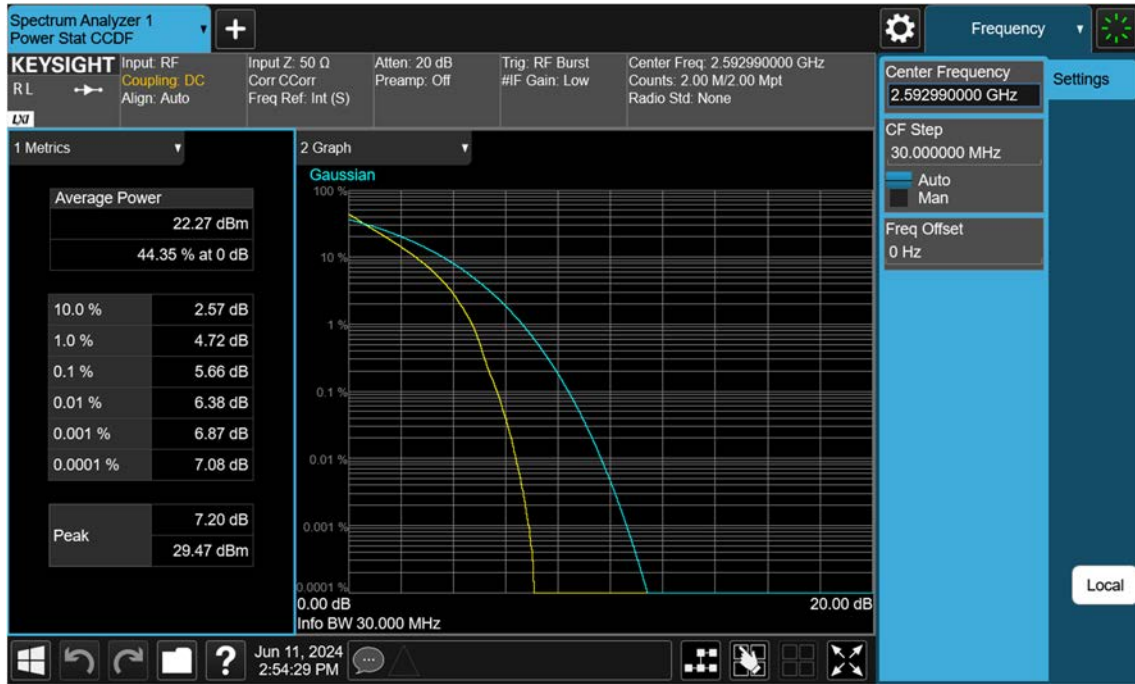 Spectrum Analyzer 1
Power Stat CCDF
Frequency
KEYSIGHT
RL
LXI
Input: RF
Coupling: DC
Align: Auto
Input Z: 50 Ω
Corr CCorr
Freq Ref: Int (S)
Atten: 20 dB
Preamp: Off
Trig: RF Burst
#IF Gain: Low
Center Freq: 2.592990000 GHz
Counts: 2.00 M/2.00 Mpt
Radio Std: None
Center Frequency
2.592990000 GHz
Settings
CF Step
30.000000 MHz
Auto
Man
Freq Offset
0 Hz
Local
1 Metrics
Average Power
22.27 dBm
44.35 % at 0 dB
10.0 % 2.57 dB
1.0 % 4.72 dB
0.1 % 5.66 dB
0.01 % 6.38 dB
0.001 % 6.87 dB
0.0001 % 7.08 dB
Peak
7.20 dB
29.47 dBm
2 Graph
Gaussian
100 %
10 %
1 %
0.1 %
0.01 %
0.001 %
0.0001 %
0.00 dB 20.00 dB
Info BW 30.000 MHz
? Jun 11, 2024
2:54:29 PM